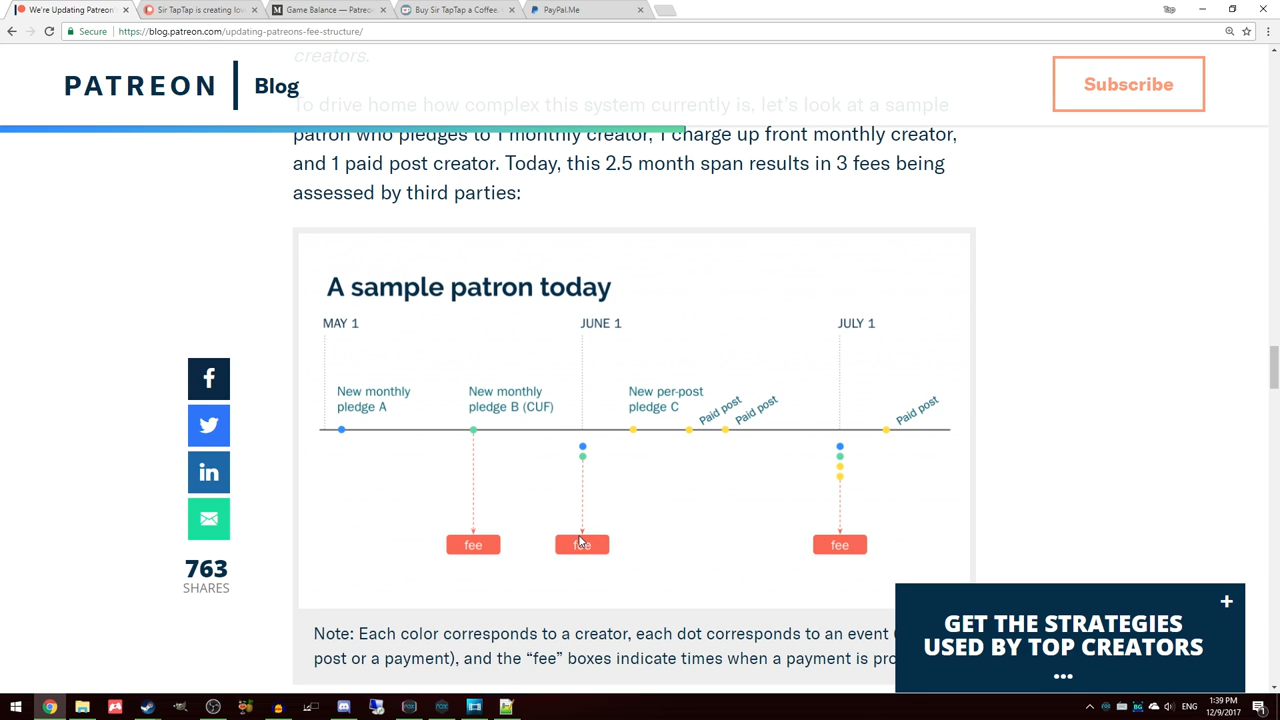 We're Updating Patreon'
Sir TapTap is creating lov
Game Balance — Patreo
Buy Sir TapTap a Coffee.
PayPal.Me
Tap
Secure
https://blog.patreon.com/updating-patreons-fee-structure/
creators.
PATREON
Blog
Subscribe
To drive home how complex this system currently is, let's look at a sample
patron who pledges to 1 monthly creator, 1 charge up front monthly creator,
and 1 paid post creator. Today, this 2.5 month span results in 3 fees being
assessed by third parties:
A sample patron today
MAY 1
JUNE 1
JULY 1
New monthly
pledge A
New monthly
pledge B (CUF)
New per-post
pledge C
Paid post
Paid post
Paid post
fee
fee
fee
763
SHARES
Note: Each color corresponds to a creator, each dot corresponds to an event
post or a payment), and the “fee” boxes indicate times when a payment is pro
GET THE STRATEGIES
USED BY TOP CREATORS
ENG
1:39 PM
12/9/2017